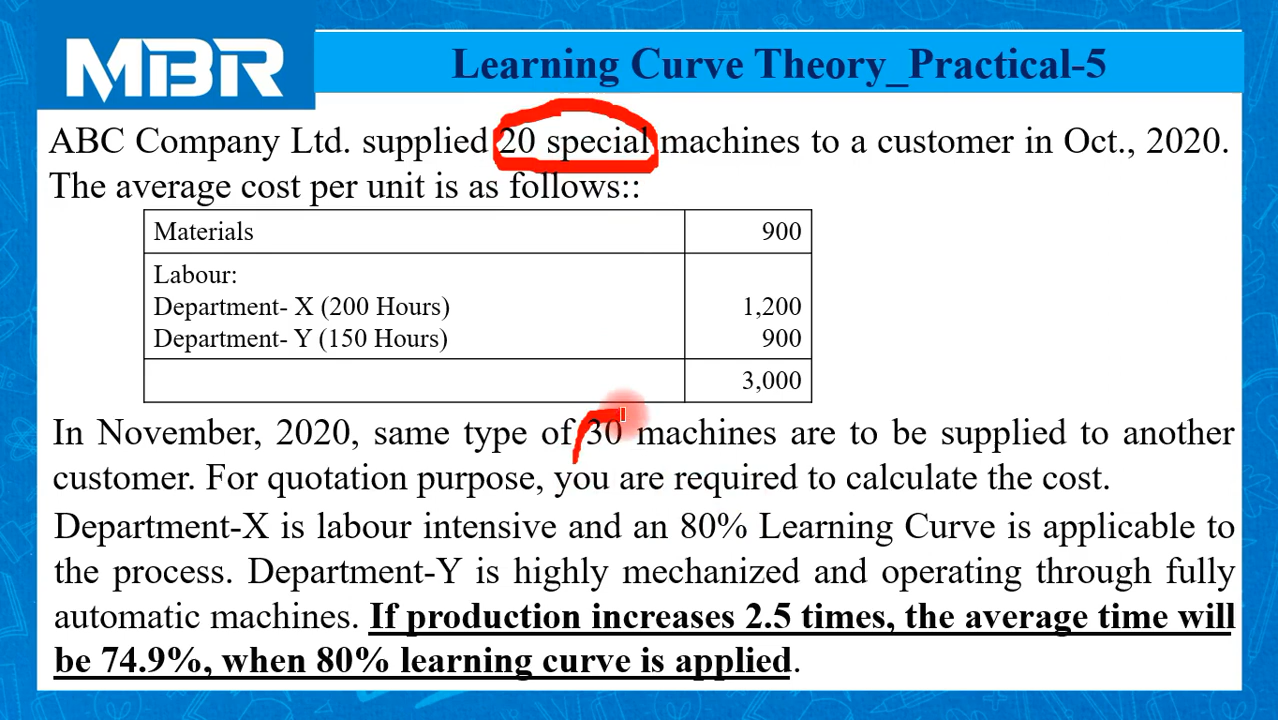 MBR
Learning Curve Theory_Practical-5
ABC Company Ltd. supplied 20 special machines to a customer in Oct., 2020.
The average cost per unit is as follows::
Materials 900
Labour:
Department- X (200 Hours) 1,200
Department- Y (150 Hours) 900
3,000
In November, 2020, same type of 30 machines are to be supplied to another
customer. For quotation purpose, you are required to calculate the cost.
Department-X is labour intensive and an 80% Learning Curve is applicable to
the process. Department-Y is highly mechanized and operating through fully
automatic machines. If production increases 2.5 times, the average time will
be 74.9%, when 80% learning curve is applied.